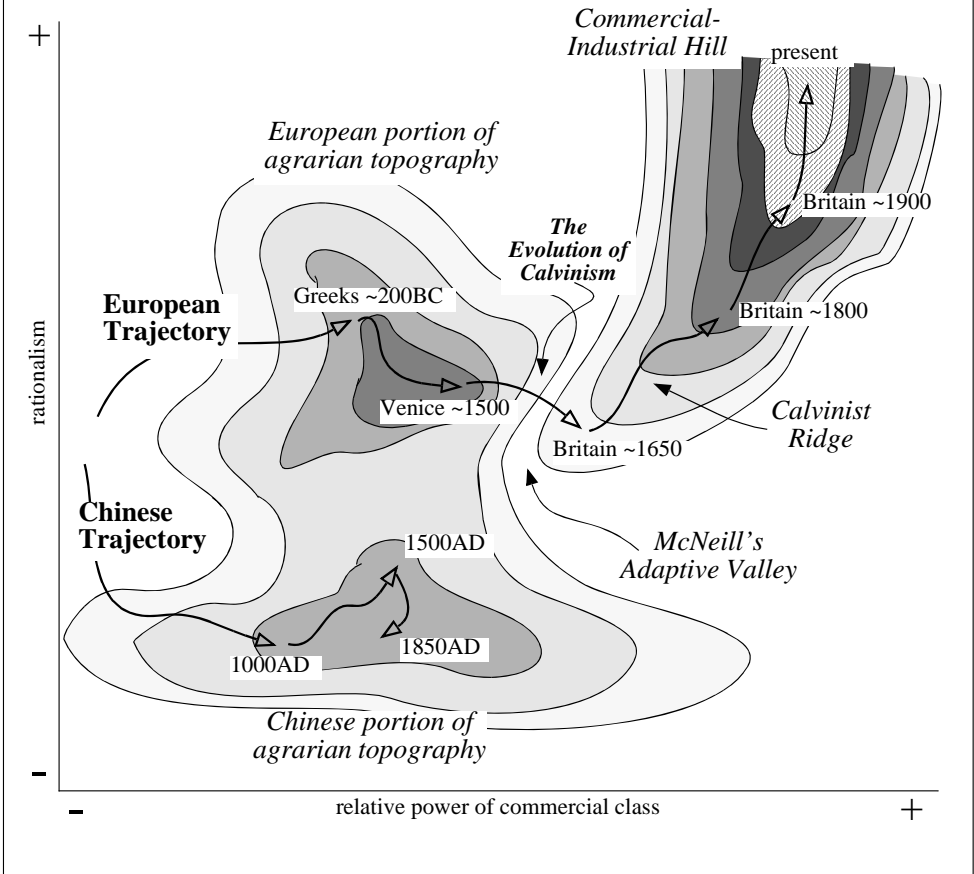 +
Commercial-
Industrial Hill
present
European portion of
agrarian topography
Britain ~1900
The
Evolution of
Calvinism
Greeks ~200BC
European
Trajectory
Britain ~1800
rationalism
Venice ~1500
Calvinist
Ridge
Britain ~1650
Chinese
Trajectory
1500AD
McNeill's
Adaptive Valley
1850AD
1000AD
Chinese portion of
agrarian topography
-
- relative power of commercial class +